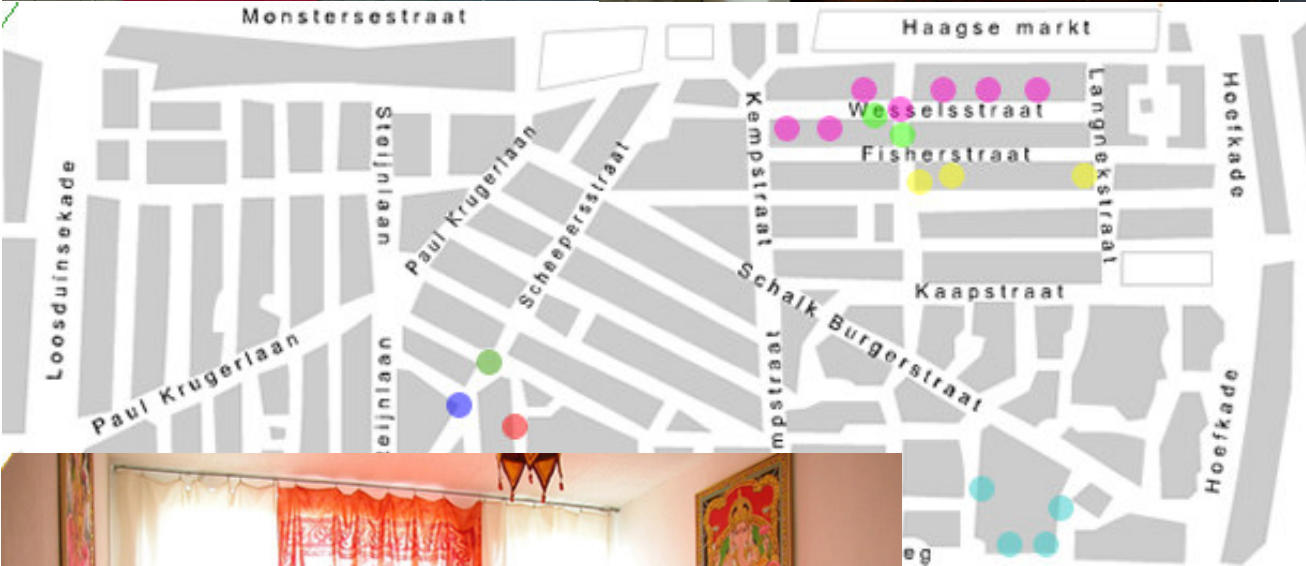 Monstersestraat
Haagse markt
Wesselsstraat
Fisherstraat
Kempstraat
Langnekstraat
Hoefkade
Steijnlaan
Paul Krugerlaan
Scheepersstraat
Loosduinsekade
Schalk Burgerstraat
Kaapstraat
Paul Krugerlaan
eijnlaan
mpstraat
Hoefkade
eg